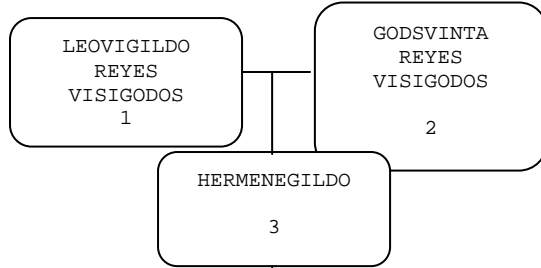 LEOVIGILDO
REYES
VISIGODOS
1
GODSVINTA
REYES
VISIGODOS
2
HERMENEGILDO
3